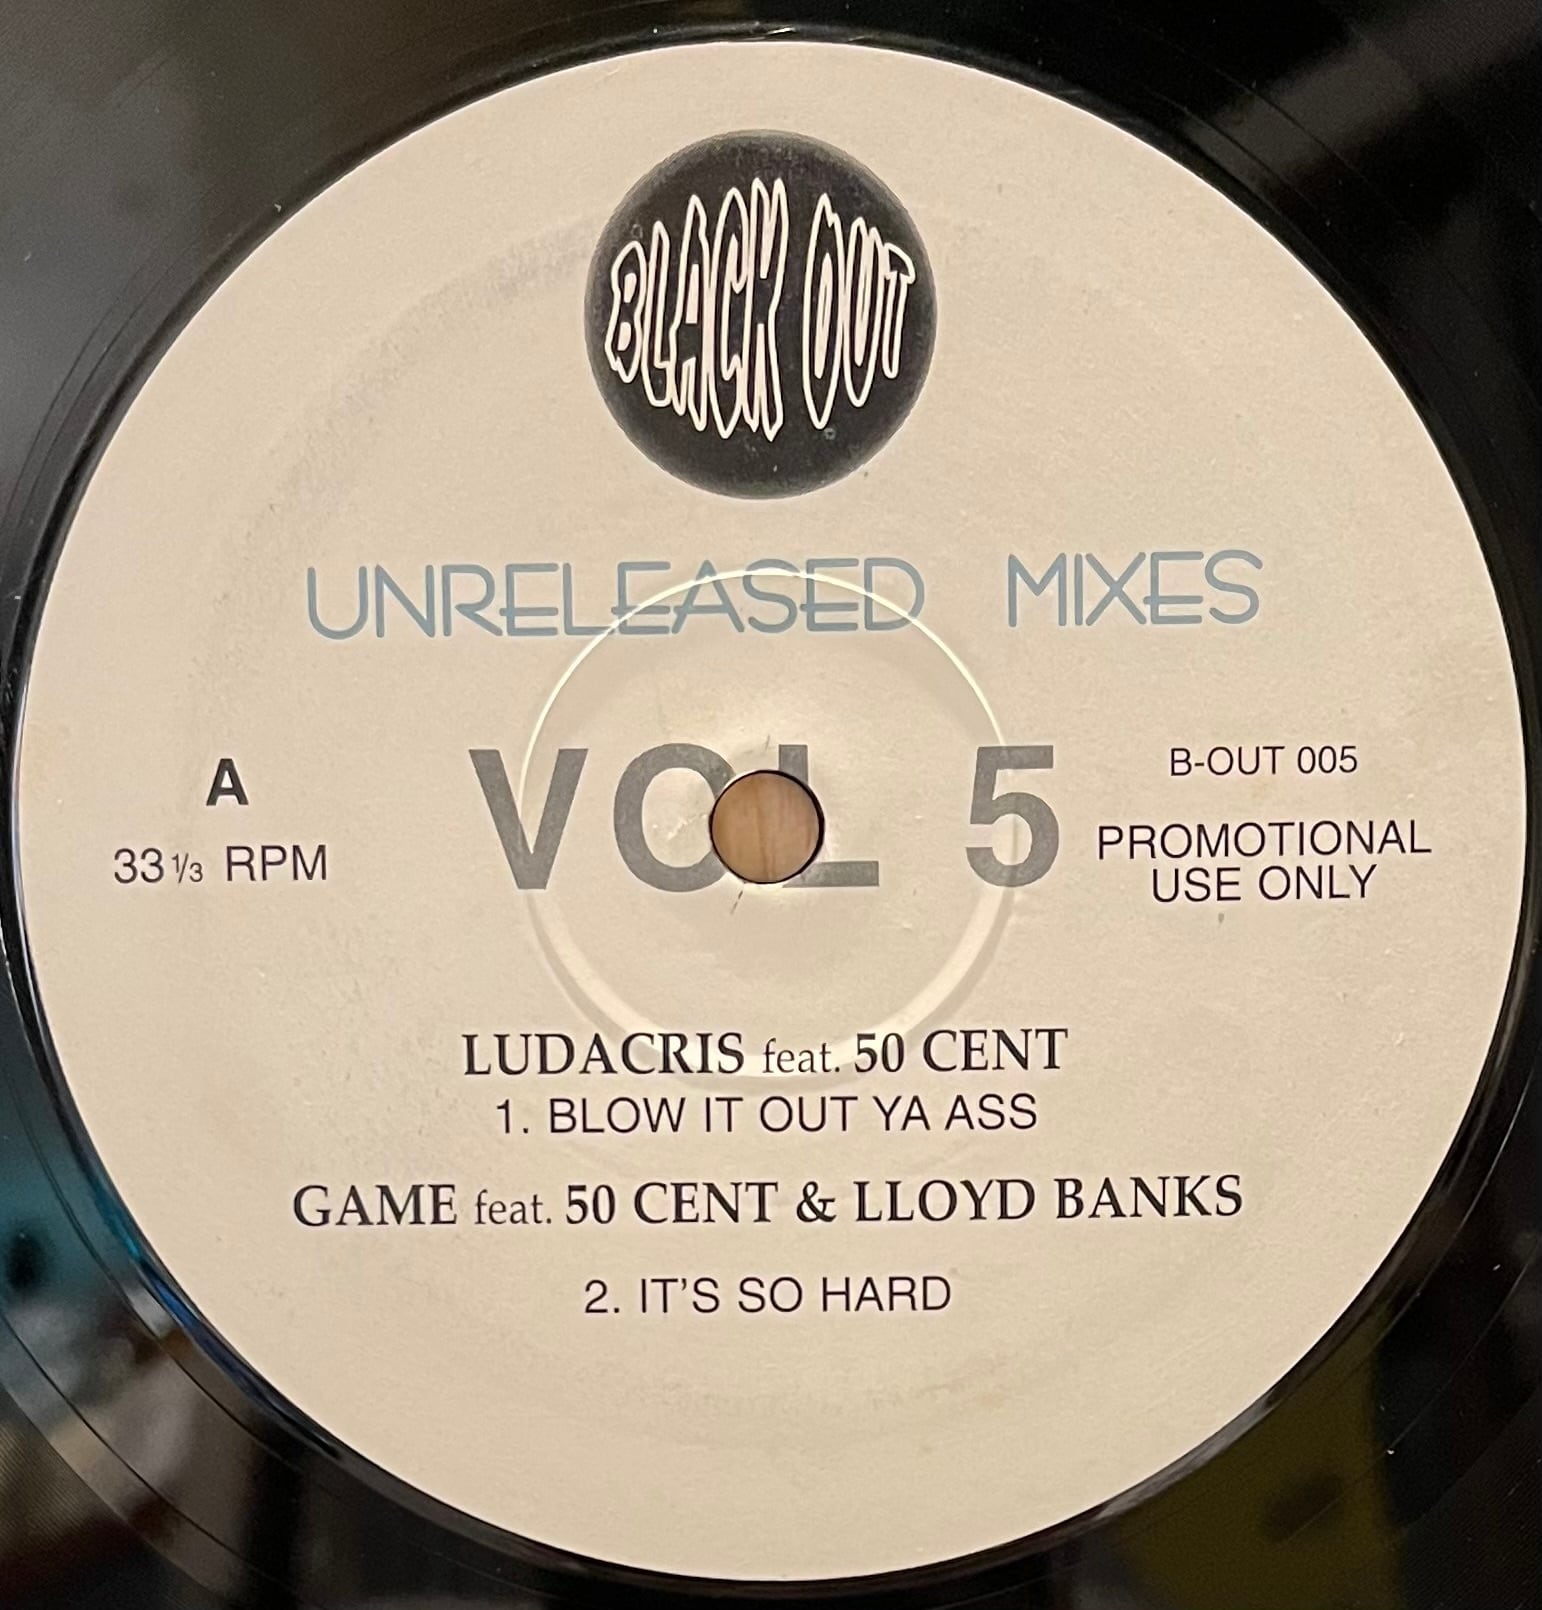 BLACK OUT
UNRELEASED MIXES
VOL 5
A
33 1/3 RPM
B-OUT 005
PROMOTIONAL
USE ONLY
LUDACRIS feat. 50 CENT
1. BLOW IT OUT YA ASS
GAME feat. 50 CENT & LLOYD BANKS
2. IT'S SO HARD